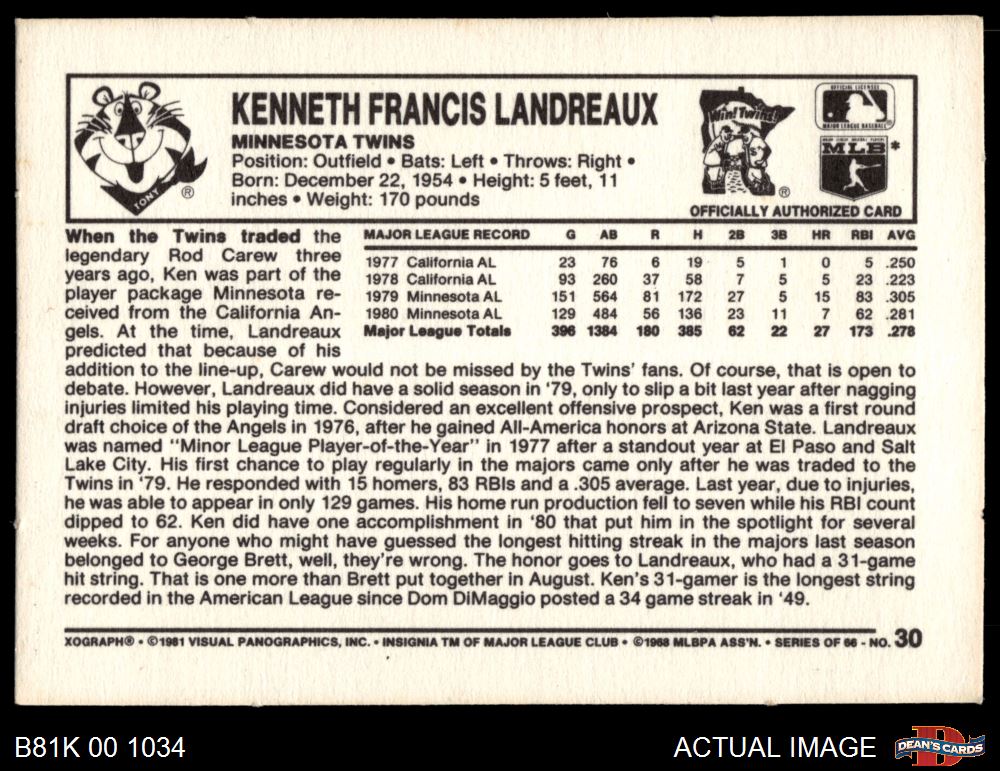 TONY
®
KENNETH FRANCIS LANDREAUX
MINNESOTA TWINS
Position: Outfield • Bats: Left • Throws: Right •
Born: December 22, 1954 • Height: 5 feet, 11
inches • Weight: 170 pounds
Win! Twins!
®
OFFICIAL LICENSEE
MAJOR LEAGUE BASEBALL
MLB *
OFFICIALLY AUTHORIZED CARD
When the Twins traded the
legendary Rod Carew three
years ago, Ken was part of the
player package Minnesota re-
ceived from the California An-
gels. At the time, Landreaux
predicted that because of his
MAJOR LEAGUE RECORD G AB R H 2B 3B HR RBI AVG
1977 California AL 23 76 6 19 5 1 0 5 .250
1978 California AL 93 260 37 58 7 5 5 23 .223
1979 Minnesota AL 151 564 81 172 27 5 15 83 .305
1980 Minnesota AL 129 484 56 136 23 11 7 62 .281
Major League Totals 396 1384 180 385 62 22 27 173 .278
addition to the line-up, Carew would not be missed by the Twins' fans. Of course, that is open to
debate. However, Landreaux did have a solid season in '79, only to slip a bit last year after nagging
injuries limited his playing time. Considered an excellent offensive prospect, Ken was a first round
draft choice of the Angels in 1976, after he gained All-America honors at Arizona State. Landreaux
was named "Minor League Player-of-the-Year" in 1977 after a standout year at El Paso and Salt
Lake City. His first chance to play regularly in the majors came only after he was traded to the
Twins in '79. He responded with 15 homers, 83 RBIs and a .305 average. Last year, due to injuries,
he was able to appear in only 129 games. His home run production fell to seven while his RBI count
dipped to 62. Ken did have one accomplishment in '80 that put him in the spotlight for several
weeks. For anyone who might have guessed the longest hitting streak in the majors last season
belonged to George Brett, well, they're wrong. The honor goes to Landreaux, who had a 31-game
hit string. That is one more than Brett put together in August. Ken's 31-gamer is the longest string
recorded in the American League since Dom DiMaggio posted a 34 game streak in '49.
XOGRAPH® • ©1981 VISUAL PANOGRAPHICS, INC. • INSIGNIA TM OF MAJOR LEAGUE CLUB • ©1968 MLBPA ASS'N. • SERIES OF 66 - NO. 30
B81K 00 1034
ACTUAL IMAGE
DEAN'S CARDS